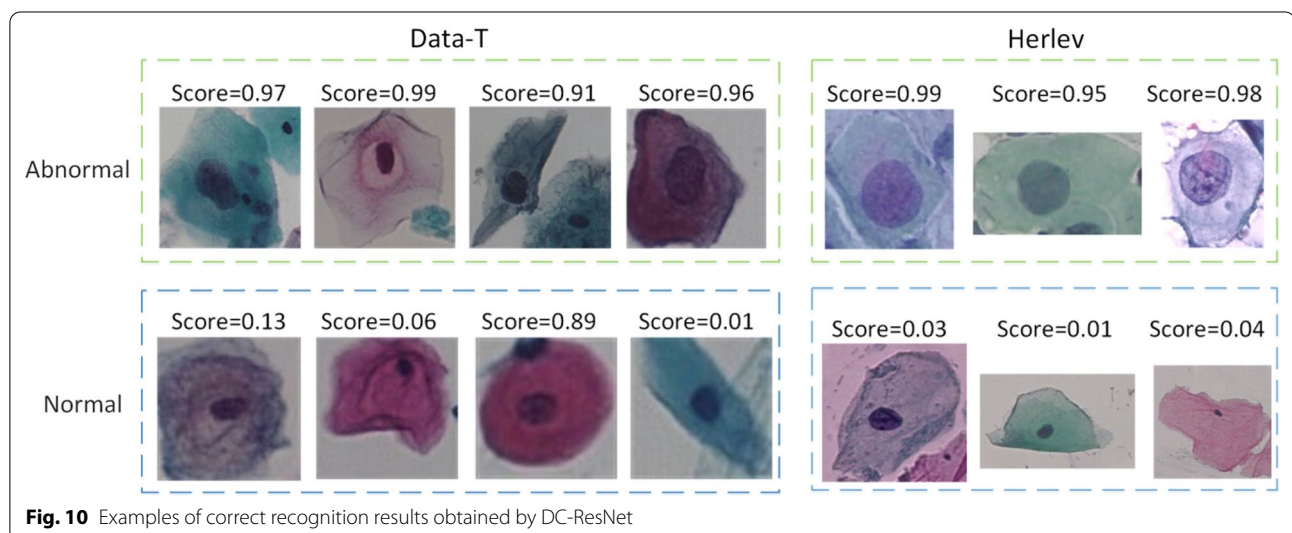 Data-T Herlev
Score=0.97 Score=0.99 Score=0.91 Score=0.96 Score=0.99 Score=0.95 Score=0.98
Abnormal
Score=0.13 Score=0.06 Score=0.89 Score=0.01 Score=0.03 Score=0.01 Score=0.04
Normal
Fig. 10 Examples of correct recognition results obtained by DC-ResNet